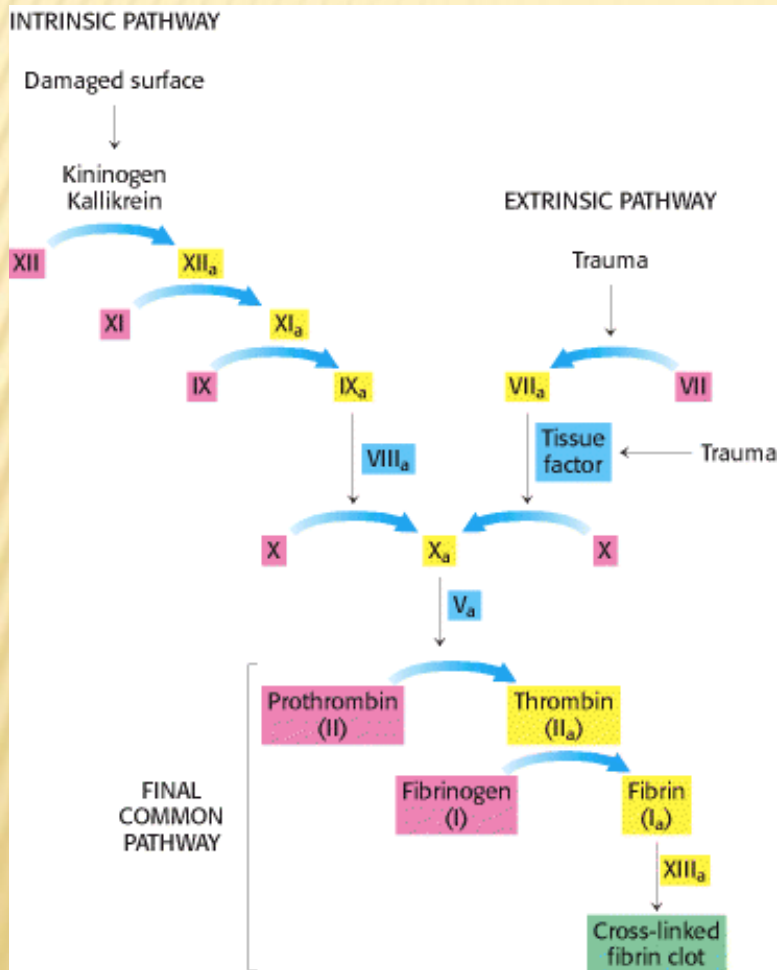 INTRINSIC PATHWAY
Damaged surface
Kininogen
Kallikrein
EXTRINSIC PATHWAY
XII
XIIa
Trauma
XI
XIa
IX
IXa
VIIa
VII
VIIIa
Tissue
factor
Trauma
X
Xa
X
Va
Prothrombin
(II)
Thrombin
(IIa)
FINAL
COMMON
PATHWAY
Fibrinogen
(I)
Fibrin
(Ia)
XIIIa
Cross-linked
fibrin clot